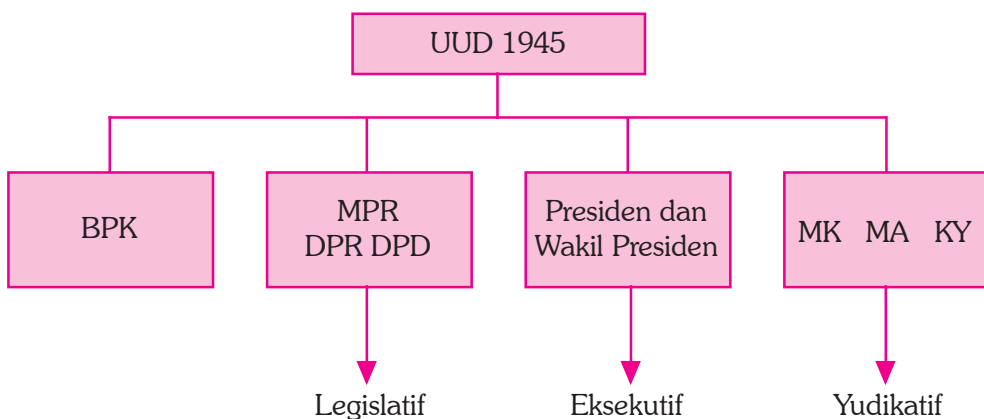 UUD 1945
BPK
MPR
DPR DPD
Presiden dan
Wakil Presiden
MK MA KY
Legislatif
Eksekutif
Yudikatif